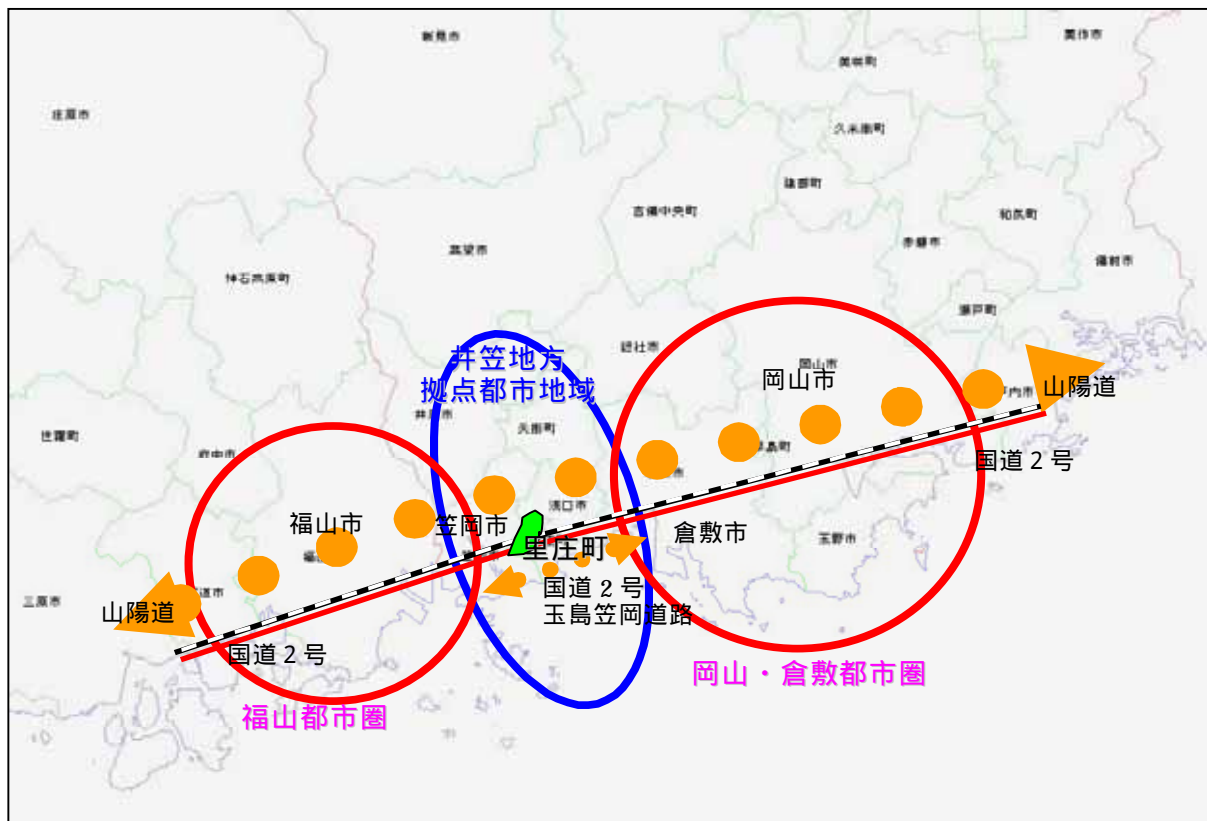 新見市
美作市
美咲町
庄原市
久米南町
建部町
吉備中央町
和気町
赤磐市
高梁市
備前市
神石高原町
瀬戸町
総社市
岡山市
井笠地方
拠点都市地域
岡山市
山陽道
矢掛町
世羅町
府中市
国道２号
浅口市
福山市
笠岡市
倉敷市
玉野市
里庄町
三原市
山陽道
国道２号
玉島笠岡道路
国道２号
岡山・倉敷都市圏
福山都市圏